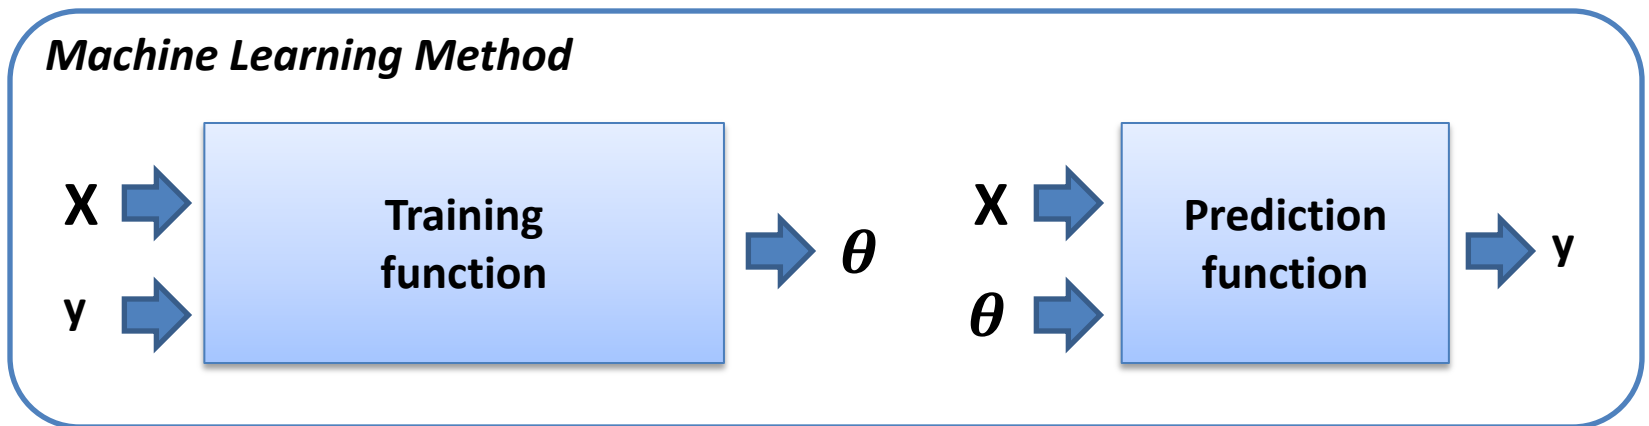 Machine Learning Method
X
y
Training
function
θ
X
θ
Prediction
function
y